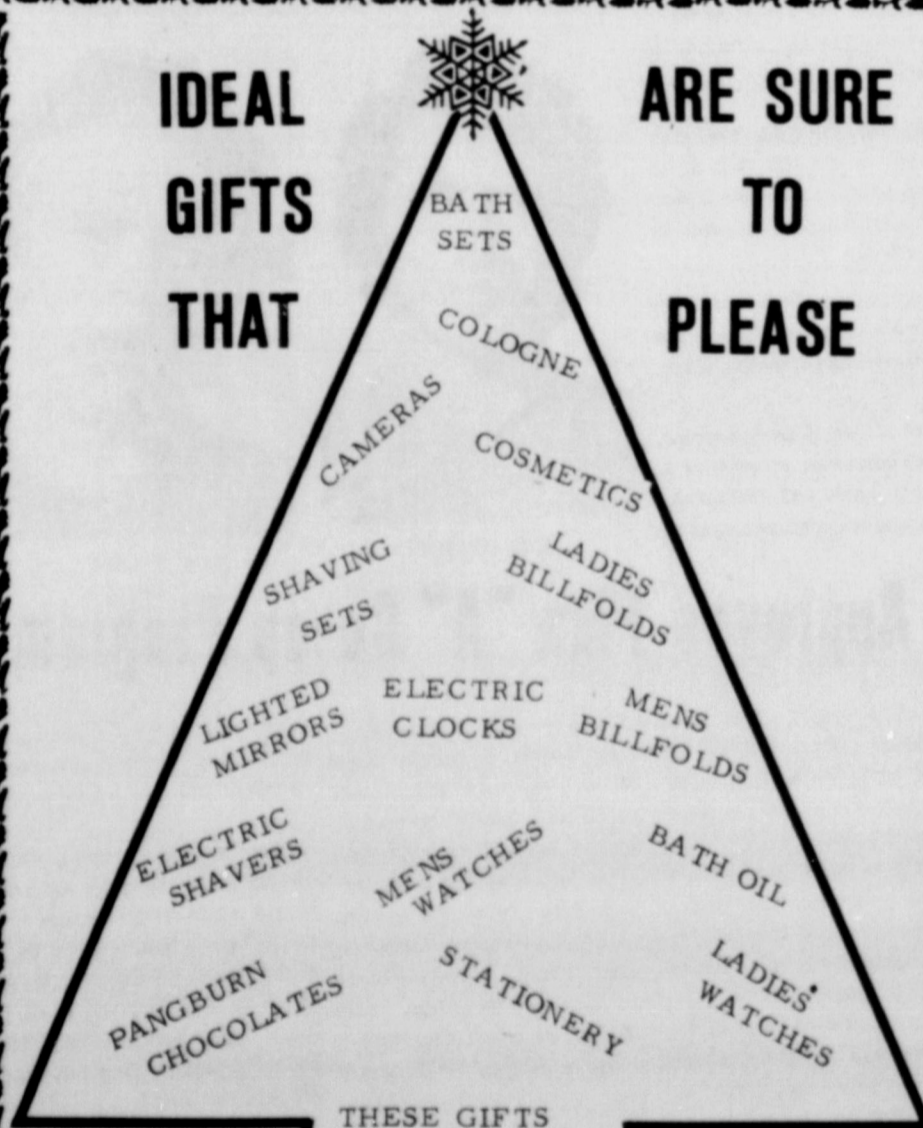 IDEAL
GIFTS
THAT
ARE SURE
TO
PLEASE
BATH
SETS
COLOGNE
CAMERAS
COSMETICS
SHAVING
SETS
LADIES
BILLFOLDS
LIGHTED
MIRRORS
ELECTRIC
CLOCKS
MENS
BILLFOLDS
ELECTRIC
SHAVERS
MENS
WATCHES
BATH OIL
PANGBURN
CHOCOLATES
STATIONERY
LADIES'
WATCHES
THESE GIFTS